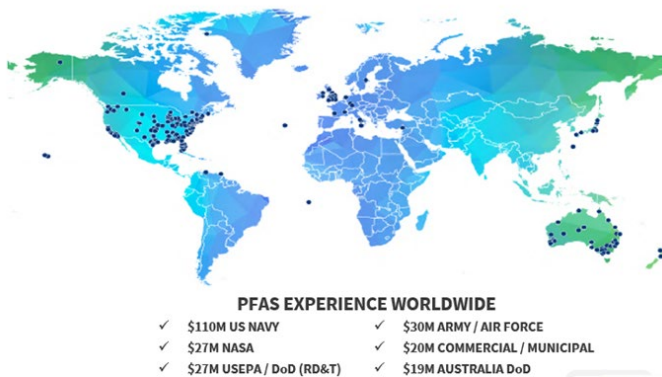 PFAS EXPERIENCE WORLDWIDE
✓ $110M US NAVY
✓ $30M ARMY / AIR FORCE
✓ $27M NASA
✓ $20M COMMERCIAL / MUNICIPAL
✓ $27M USEPA / DoD (RD&T)
✓ $19M AUSTRALIA DoD